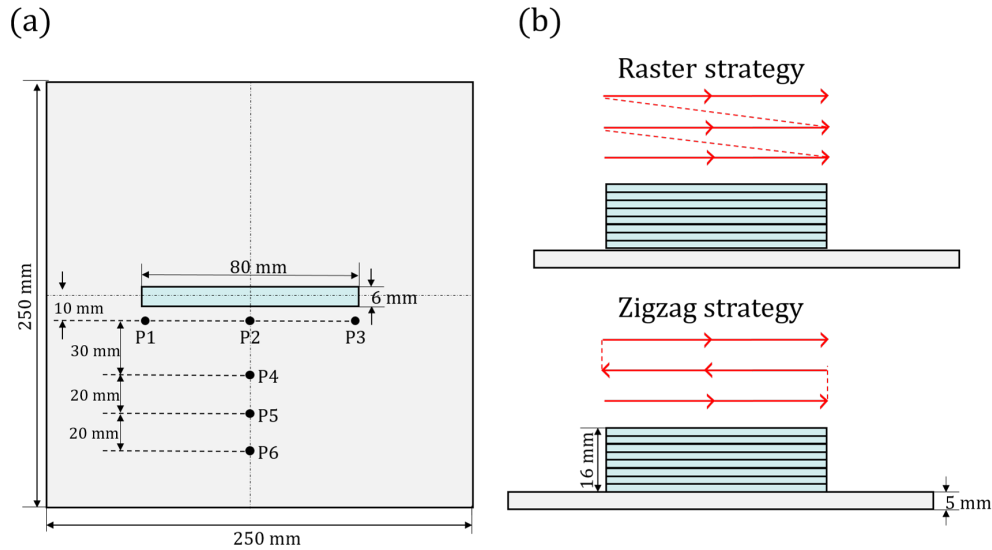 (a)
250 mm
80 mm
6 mm
10 mm
P1
P2
P3
30 mm
P4
20 mm
P5
20 mm
P6
250 mm
(b)
Raster strategy
Zigzag strategy
16 mm
5 mm